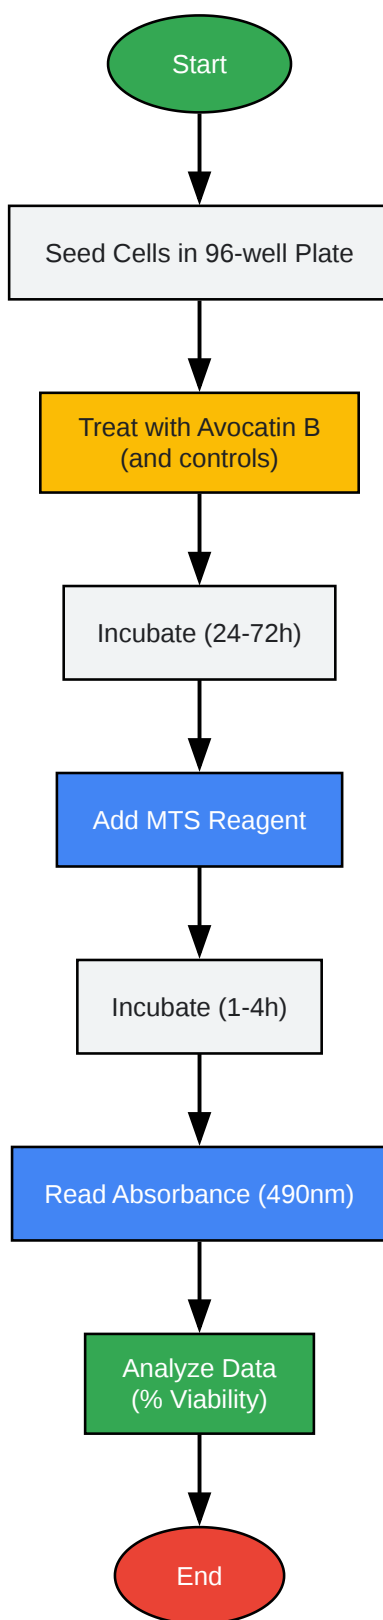 Start
Seed Cells in 96-well Plate
Treat with Avocatin B
(and controls)
Incubate (24-72h)
Add MTS Reagent
Incubate (1-4h)
Read Absorbance (490nm)
Analyze Data
(% Viability)
End